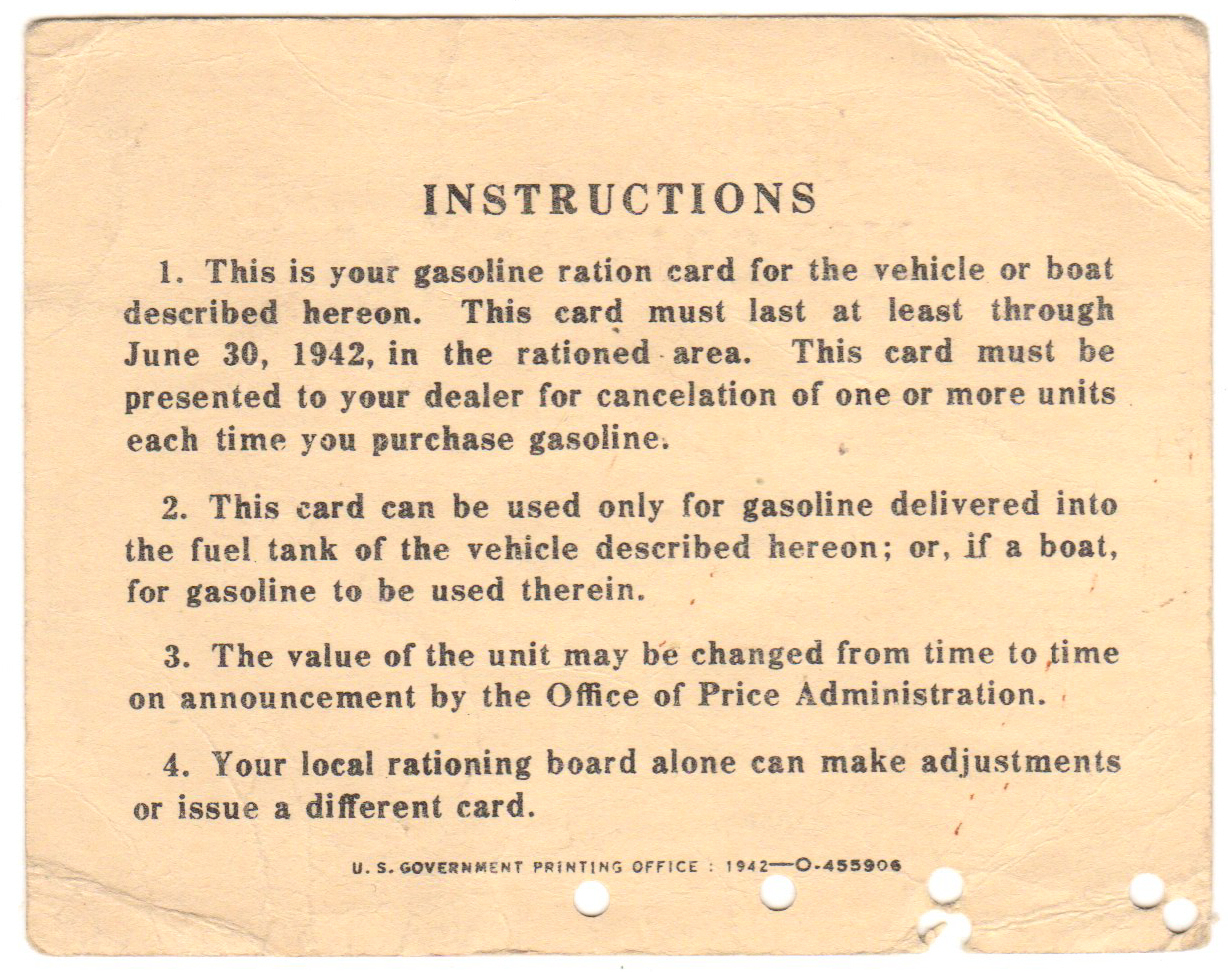 INSTRUCTIONS
1. This is your gasoline ration card for the vehicle or boat
described hereon. This card must last at least through
June 30, 1942, in the rationed area. This card must be
presented to your dealer for cancelation of one or more units
each time you purchase gasoline.
2. This card can be used only for gasoline delivered into
the fuel tank of the vehicle described hereon; or, if a boat,
for gasoline to be used therein.
3. The value of the unit may be changed from time to time
on announcement by the Office of Price Administration.
4. Your local rationing board alone can make adjustments
or issue a different card.
U. S. GOVERNMENT PRINTING OFFICE : 1942—O-455906